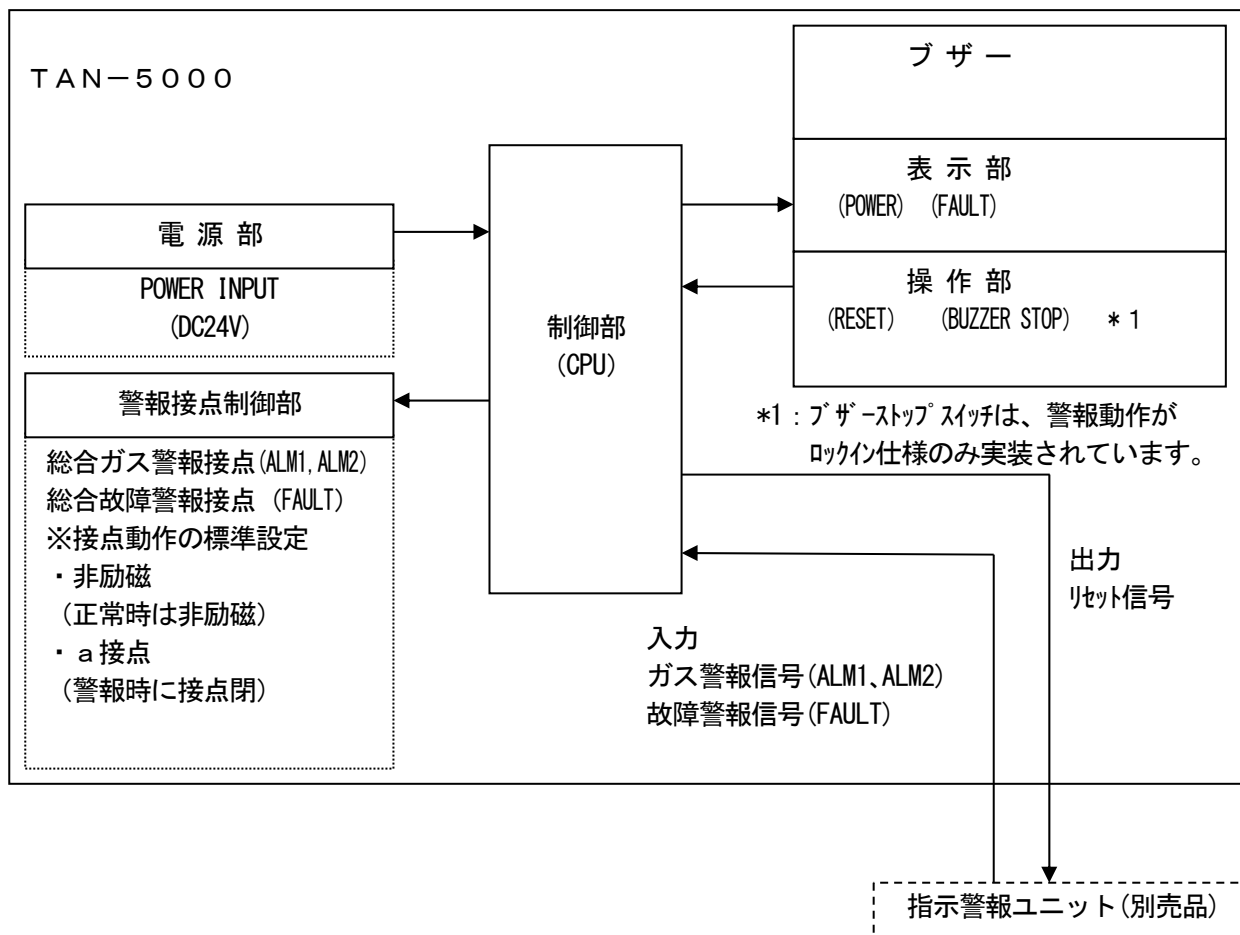 TAN－5000
ブ ザ ー
表 示 部
(POWER) (FAULT)
操 作 部
(RESET) (BUZZER STOP) ＊1
電 源 部
POWER INPUT
(DC24V)
制御部
(CPU)
警報接点制御部
総合ガス警報接点(ALM1,ALM2)
総合故障警報接点 (FAULT)
※接点動作の標準設定
・非励磁
(正常時は非励磁)
・ａ接点
(警報時に接点閉)
*1：ﾌﾞｻﾞｰｽﾄｯﾌﾟｽｲｯﾁは、警報動作が
ﾛｯｸｲﾝ仕様のみ実装されています。
出力
ﾘｾｯﾄ信号
入力
ガス警報信号(ALM1、ALM2)
故障警報信号(FAULT)
指示警報ユニット(別売品)